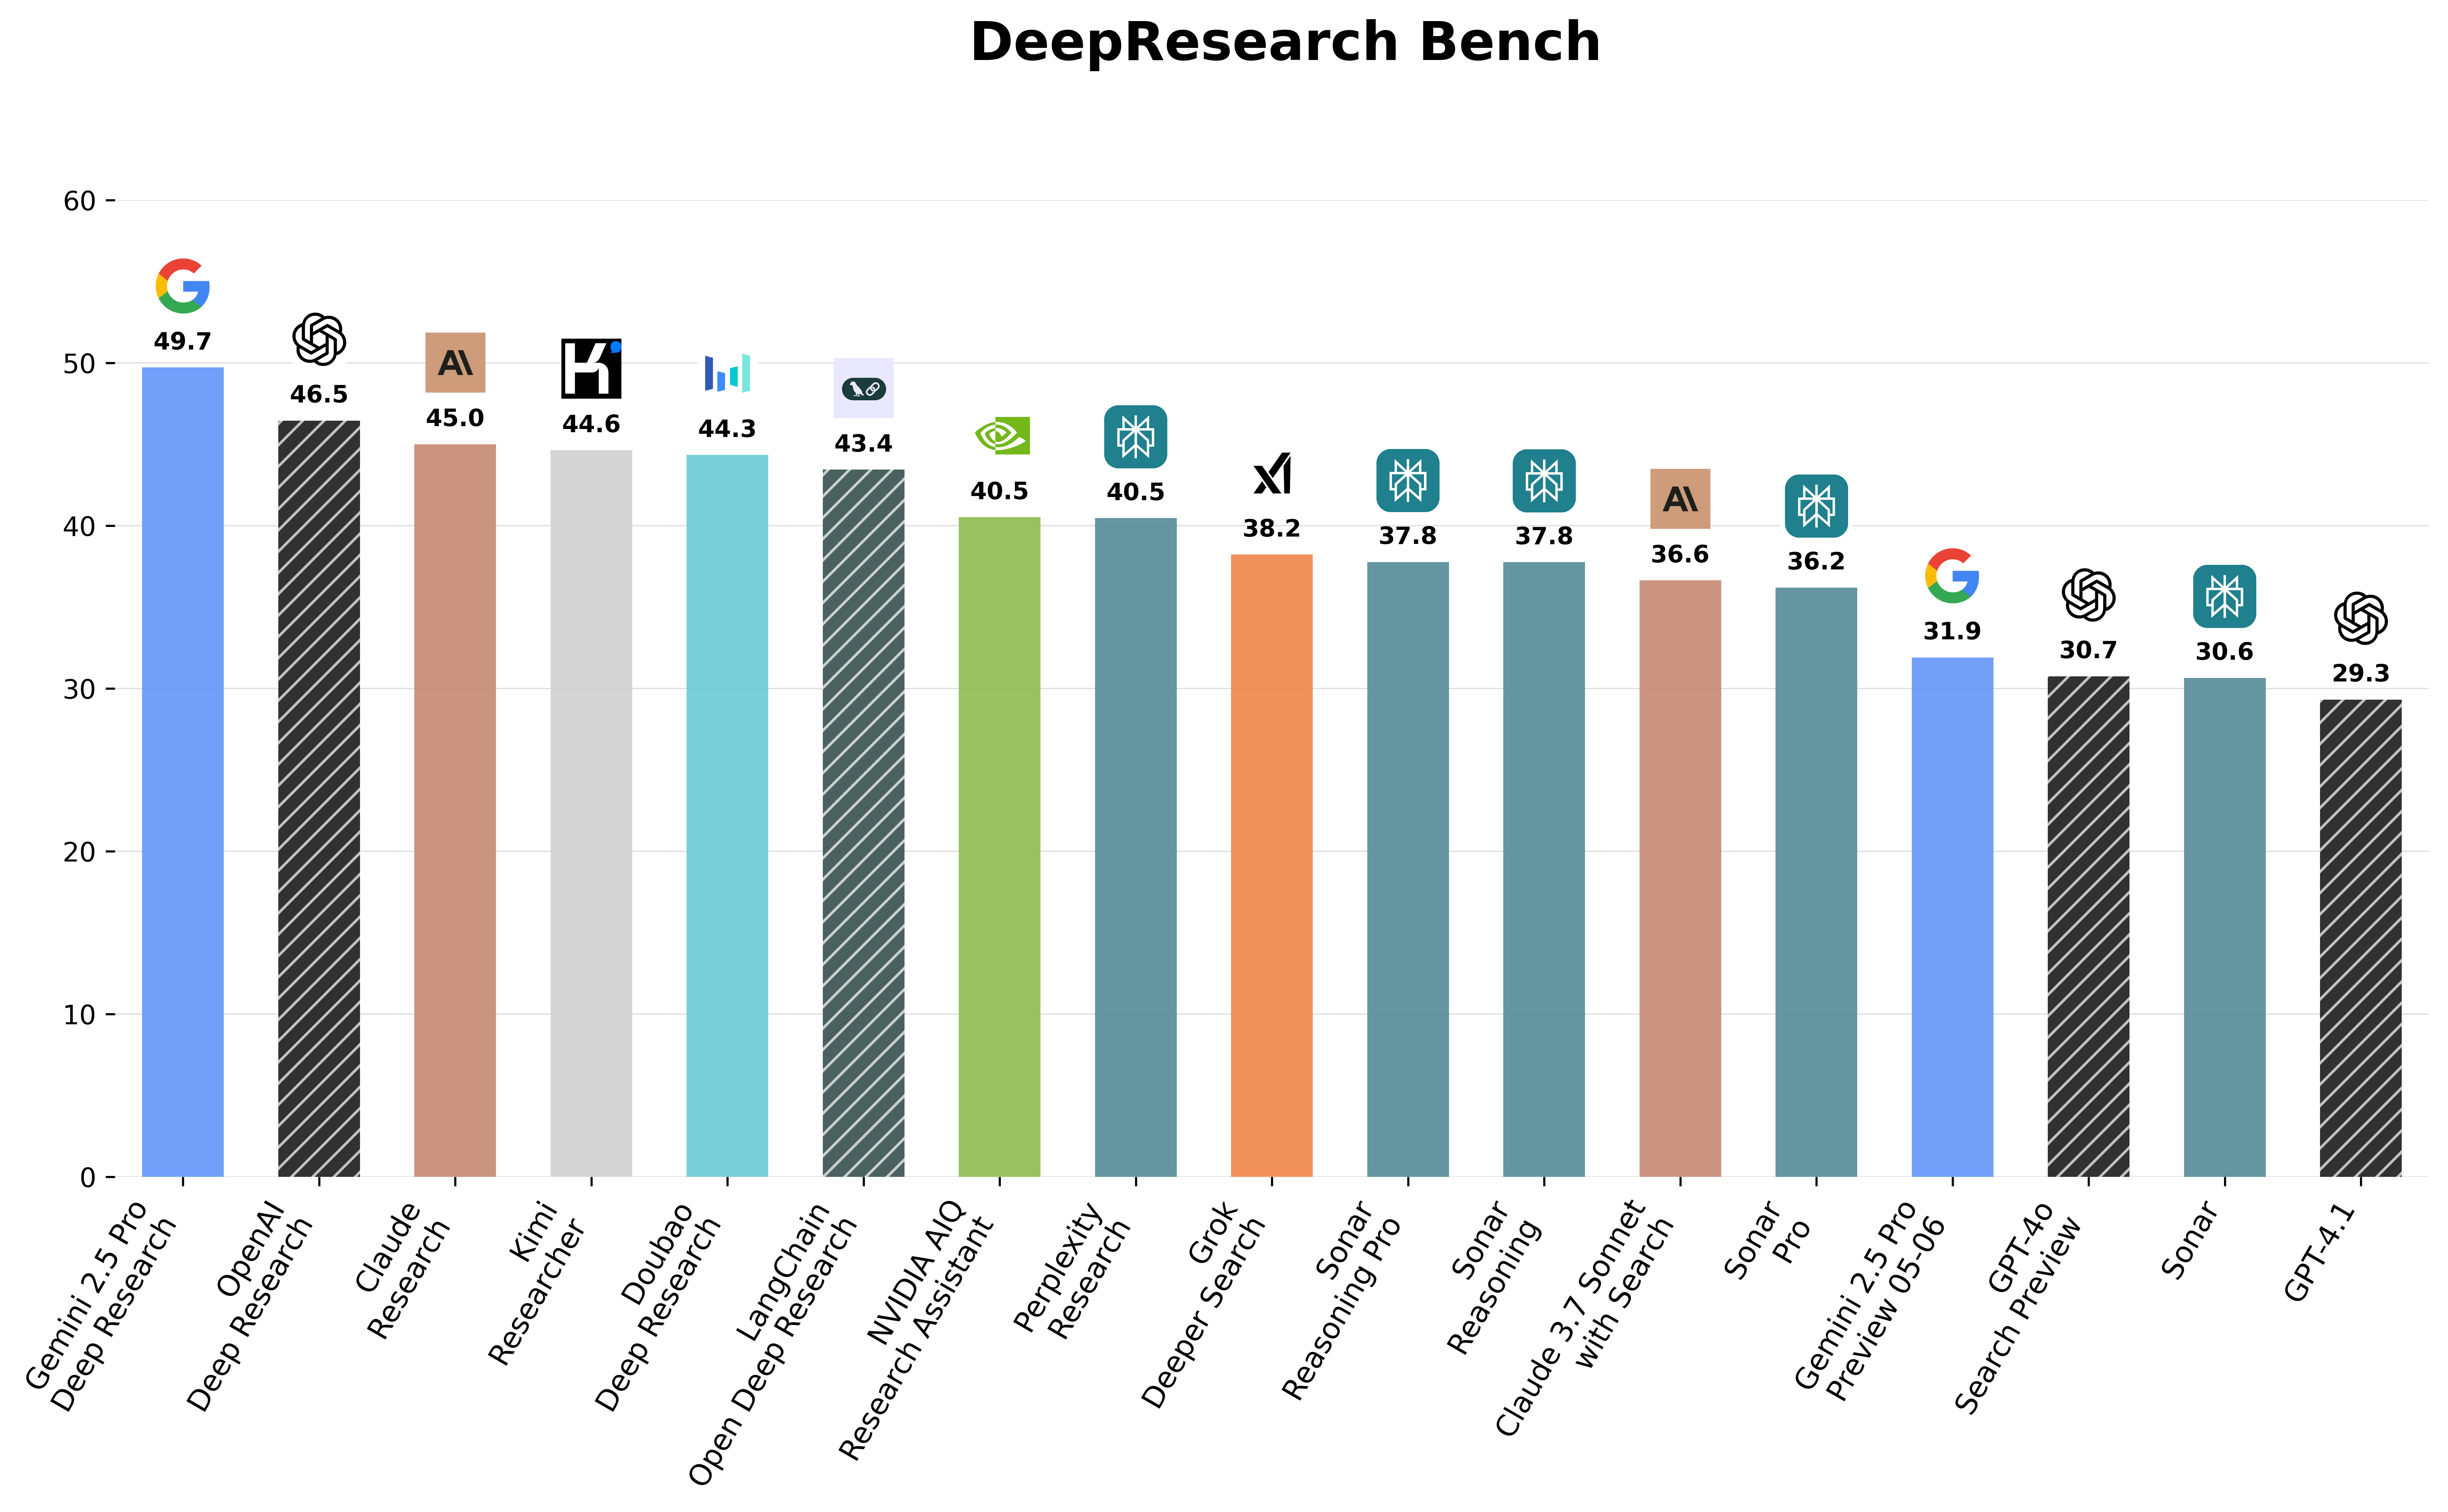 DeepResearch Bench
60
50
40
30
20
10
0
49.7
46.5
45.0
44.6
44.3
43.4
40.5
40.5
38.2
37.8
37.8
36.6
36.2
31.9
30.7
30.6
29.3
Gemini 2.5 Pro
Deep Research
OpenAI
Deep Research
Claude
Research
Kimi
Researcher
Doubao
Deep Research
LangChain
Open Deep Research
NVIDIA AIQ
Research Assistant
Perplexity
Research
Grok
Deeper Search
Sonar
Reasoning Pro
Sonar
Reasoning
Claude 3.7 Sonnet
with Search
Sonar
Pro
Gemini 2.5 Pro
Preview 05-06
GPT-4o
Search Preview
Sonar
GPT-4.1